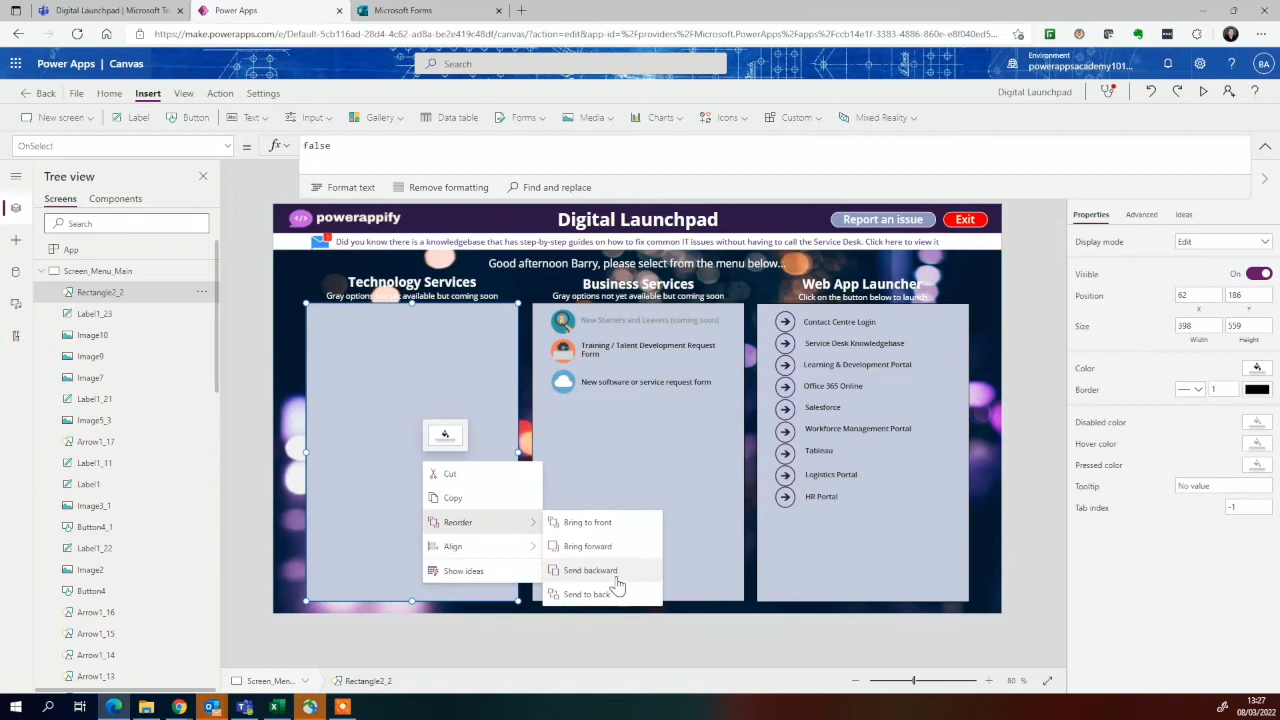 Digital Launchpad | Microsoft Te
Power Apps
Microsoft Forms
https://make.powerapps.com/e/Default-5cb116ad-28d4-4c62-ad8a-be2e419c48df/canvas/?action=edit&app-id=%2Fproviders%2FMicrosoft.PowerApps%2Fapps%2Fccb14e1f-3383-4886-860e-e8f040ed5...
Power Apps | Canvas
Search
Environment
powerappsacademy101...
BA
Back
File
Home
Insert
View
Action
Settings
Digital Launchpad
New screen
Label
Button
Text
Input
Gallery
Data table
Forms
Media
Charts
Icons
Custom
Mixed Reality
OnSelect
=
fx
false
Format text
Remove formatting
Find and replace
Tree view
Screens
Components
Search
App
Screen_Menu_Main
Rectangle2_2
Label1_23
Image10
Image9
Image7
Label1_21
Image5_3
Arrow1_17
Label1_11
Label1
Image3_1
Button4_1
Label1_22
Image2
Button4
Arrow1_16
Arrow1_15
Arrow1_14
Arrow1_13
powerappify
Digital Launchpad
Report an issue
Exit
Did you know there is a knowledgebase that has step-by-step guides on how to fix common IT issues without having to call the Service Desk. Click here to view it
Good afternoon Barry, please select from the menu below...
Technology Services
Gray options not yet available but coming soon
Business Services
Gray options not yet available but coming soon
Web App Launcher
Click on the button below to launch
New Starters and Leavers (coming soon)
Training / Talent Development Request
Form
New software or service request form
Contact Centre Login
Service Desk Knowledgebase
Learning & Development Portal
Office 365 Online
Salesforce
Workforce Management Portal
Tableau
Logistics Portal
HR Portal
Cut
Copy
Reorder
Align
Show ideas
Bring to front
Bring forward
Send backward
Send to back
Properties
Advanced
Ideas
Display mode
Edit
Visible
On
Position
62
186
X
Y
Size
398
559
Width
Height
Color
Border
1
Disabled color
Hover color
Pressed color
Tooltip
No value
Tab index
-1
Screen_Men...
Rectangle2_2
80 %
13:27
08/03/2022